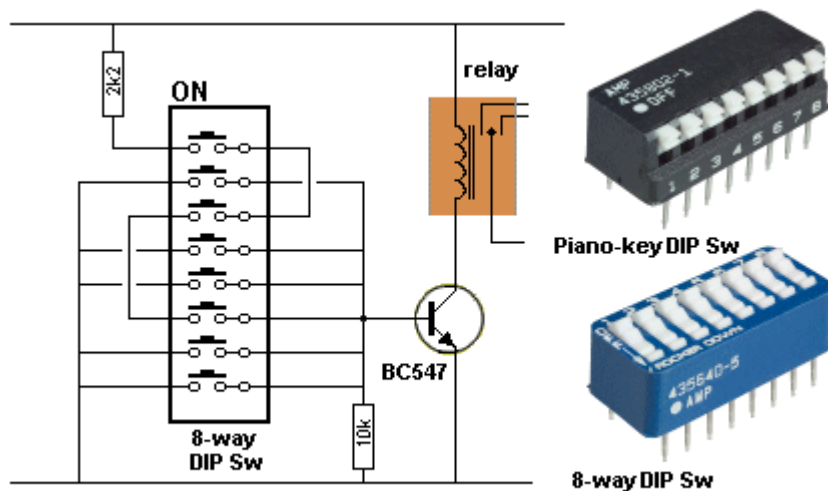 2k2
ON
8-way
DIP Sw
10k
relay
BC547
AMP
435802-1
OFF
1 2 3 4 5 6 7 8
Piano-key DIP Sw
ROCKER DOWN
435640-5
AMP
8-way DIP Sw